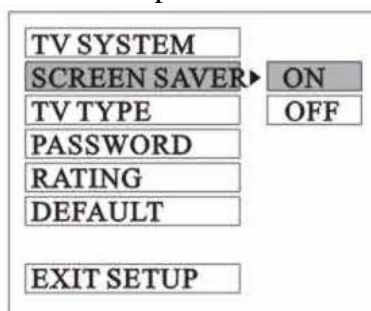 TV SYSTEM
SCREEN SAVER ON
TV TYPE OFF
PASSWORD
RATING
DEFAULT
EXIT SETUP